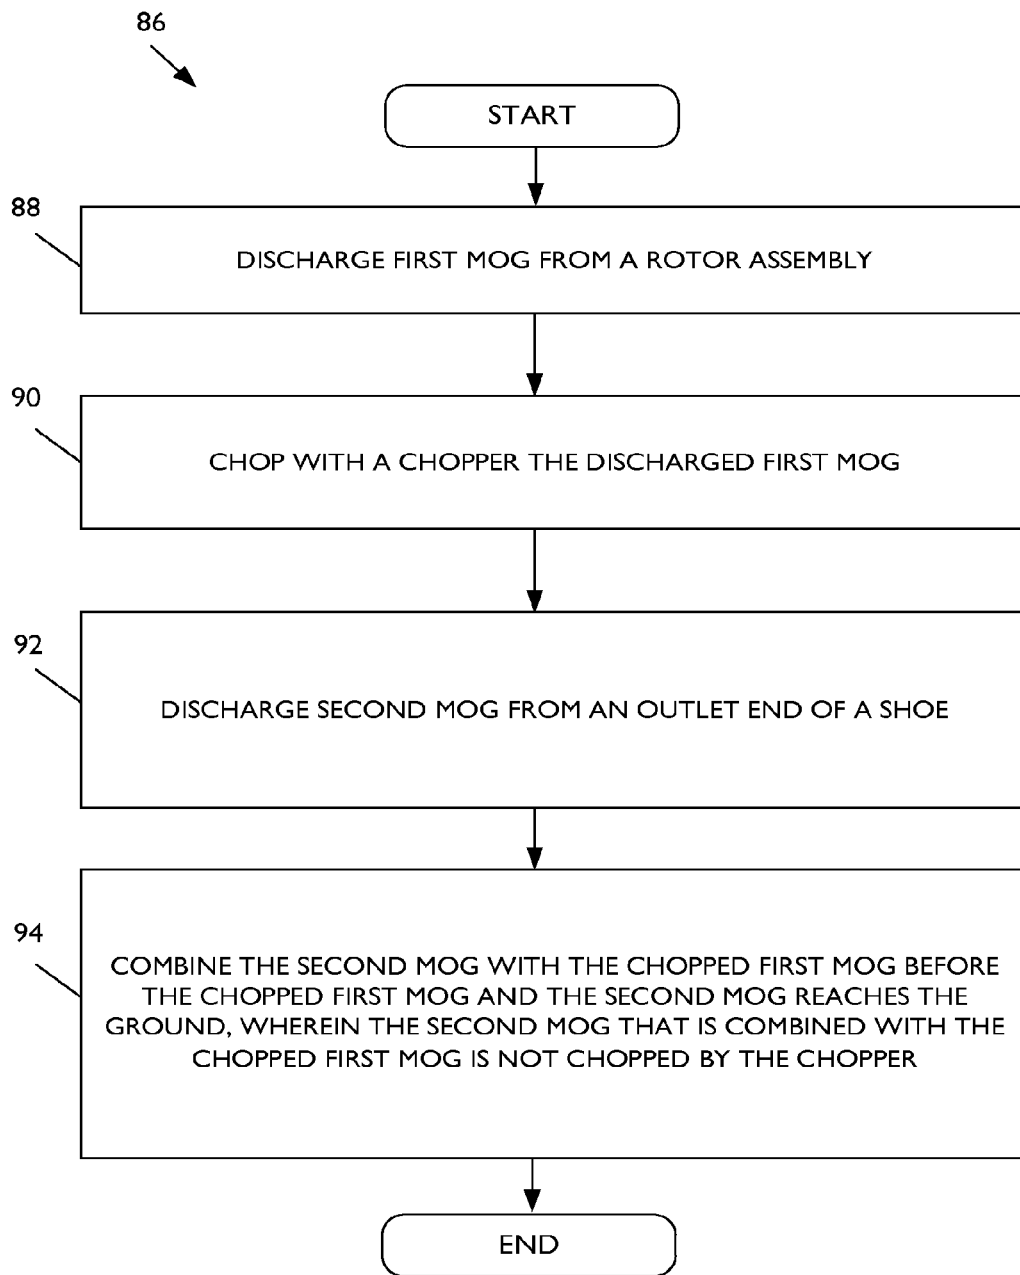 86
START
88
DISCHARGE FIRST MOG FROM A ROTOR ASSEMBLY
90
CHOP WITH A CHOPPER THE DISCHARGED FIRST MOG
92
DISCHARGE SECOND MOG FROM AN OUTLET END OF A SHOE
94
COMBINE THE SECOND MOG WITH THE CHOPPED FIRST MOG BEFORE
THE CHOPPED FIRST MOG AND THE SECOND MOG REACHES THE
GROUND, WHEREIN THE SECOND MOG THAT IS COMBINED WITH THE
CHOPPED FIRST MOG IS NOT CHOPPED BY THE CHOPPER
END